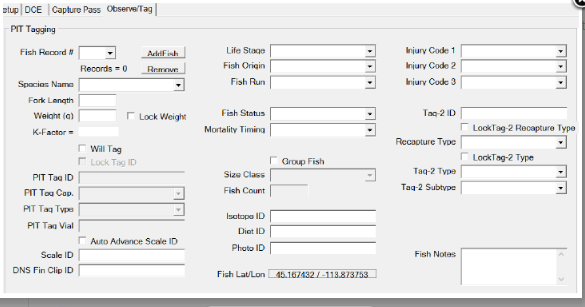 etup DCE Capture Pass Observe/Tag
PIT Tagging
Fish Record # AddFish
Records = 0 Remove
Species Name
Fork Length
Weight (g) Lock Weight
K-Factor =
Will Tag
Lock Tag ID
PIT Tag ID
PIT Tag Cap.
PIT Tag Type
PIT Tag Vial
Auto Advance Scale ID
Scale ID
DNS Fin Clip ID
Life Stage
Fish Origin
Fish Run
Fish Status
Mortality Timing
Group Fish
Size Class
Fish Count
Isotope ID
Diet ID
Photo ID
Fish Lat/Lon 45.167432 / -113.873753
Injury Code 1
Injury Code 2
Injury Code 3
Tag-2 ID
LockTag-2 Recapture Type
Recapture Type
LockTag-2 Type
Tag-2 Type
Tag-2 Subtype
Fish Notes